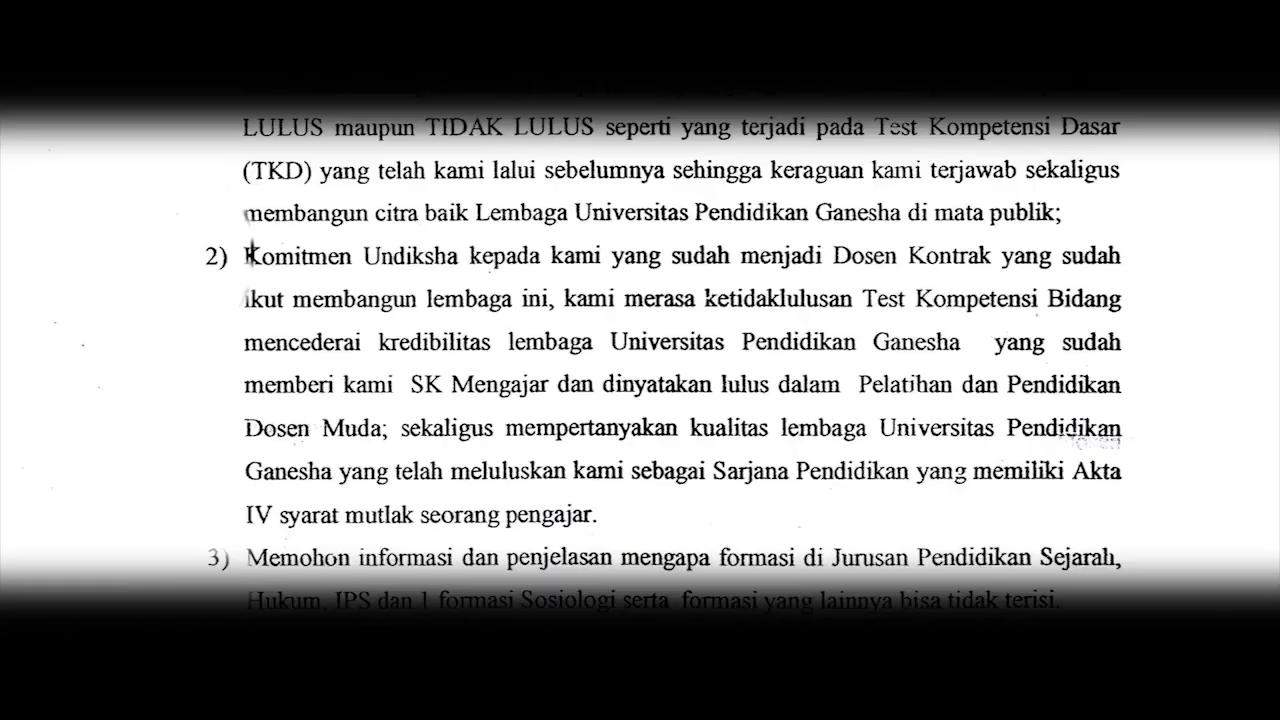 LULUS maupun TIDAK LULUS seperti yang terjadi pada Test Kompetensi Dasar
(TKD) yang telah kami lalui sebelumnya sehingga keraguan kami terjawab sekaligus
membangun citra baik Lembaga Universitas Pendidikan Ganesha di mata publik;
2) Komitmen Undiksha kepada kami yang sudah menjadi Dosen Kontrak yang sudah
ikut membangun lembaga ini, kami merasa ketidaklulusan Test Kompetensi Bidang
mencederai kredibilitas lembaga Universitas Pendidikan Ganesha yang sudah
memberi kami SK Mengajar dan dinyatakan lulus dalam Pelatihan dan Pendidikan
Dosen Muda; sekaligus mempertanyakan kualitas lembaga Universitas Pendidikan
Ganesha yang telah meluluskan kami sebagai Sarjana Pendidikan yang memiliki Akta
IV syarat mutlak seorang pengajar.
3) Memohon informasi dan penjelasan mengapa formasi di Jurusan Pendidikan Sejarah,
Hukum, IPS dan 1 formasi Sosiologi serta formasi yang lainnya bisa tidak terisi.